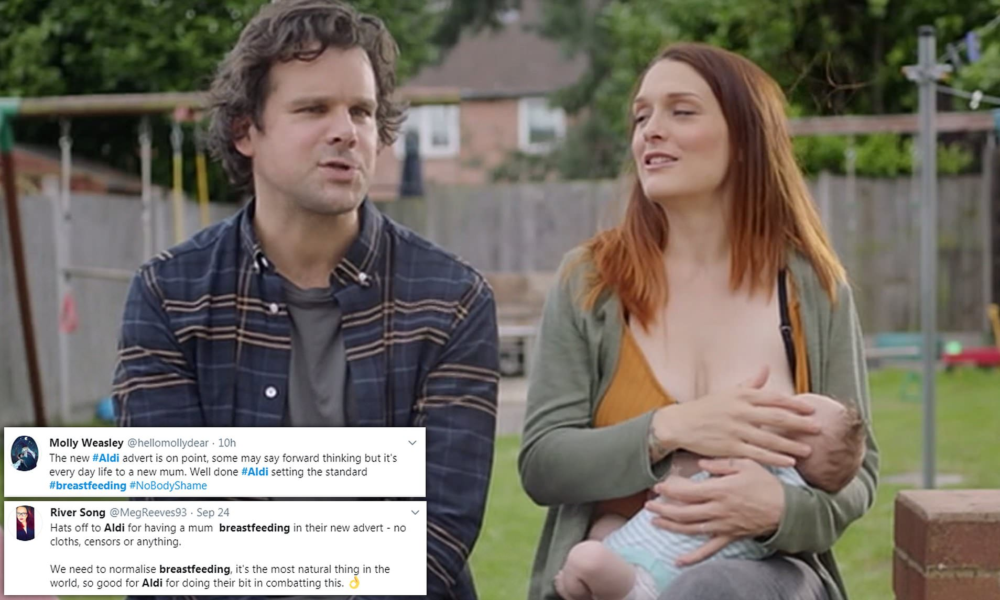 Molly Weasley @hellomollydear · 10h
The new #Aldi advert is on point, some may say forward thinking but it's
every day life to a new mum. Well done #Aldi setting the standard
#breastfeeding #NoBodyShame
River Song @MegReeves93 · Sep 24
Hats off to Aldi for having a mum breastfeeding in their new advert - no
cloths, censors or anything.
We need to normalise breastfeeding, it's the most natural thing in the
world, so good for Aldi for doing their bit in combatting this. 👌